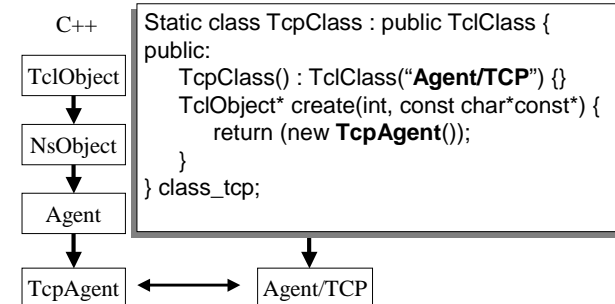 C++
TclObject
NsObject
Agent
TcpAgent
Static class TcpClass : public TclClass {
public:
TcpClass() : TclClass(“Agent/TCP”) {}
TclObject* create(int, const char*const*) {
return (new TcpAgent());
}
} class_tcp;
Agent/TCP